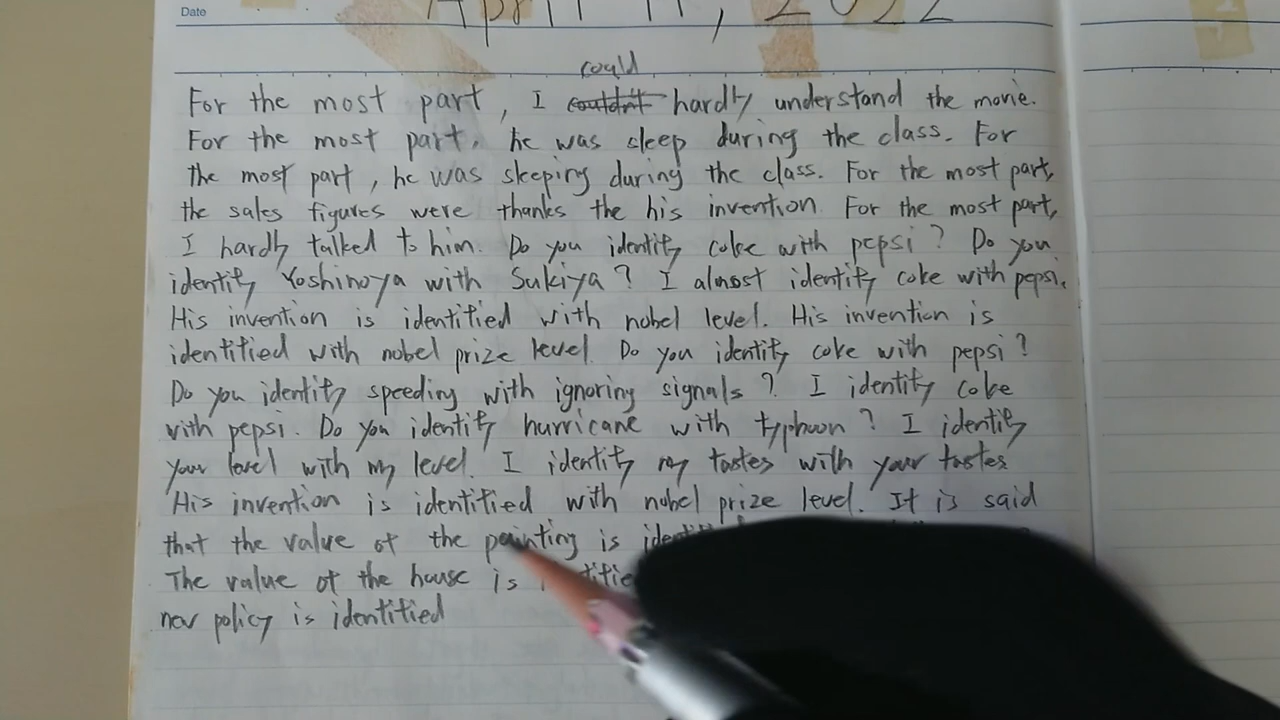 Date
April 11, 2022
could
For the most part, I couldn't hardly understand the movie.
For the most part, he was sleep during the class. For
the most part, he was sleeping during the class. For the most part,
the sales figures were thanks the his invention. For the most part,
I hardly talked to him. Do you identify coke with pepsi? Do you
identify Yoshinoya with Sukiya? I almost identify coke with pepsi.
His invention is identified with nobel level. His invention is
identified with nobel prize level. Do you identify coke with pepsi?
Do you identify speeding with ignoring signals? I identify coke
with pepsi. Do you identify hurricane with typhoon? I identify
your level with my level. I identify my tastes with your tastes
His invention is identified with nobel prize level. It is said
that the value of the painting is
The value of the house is
new policy is identified